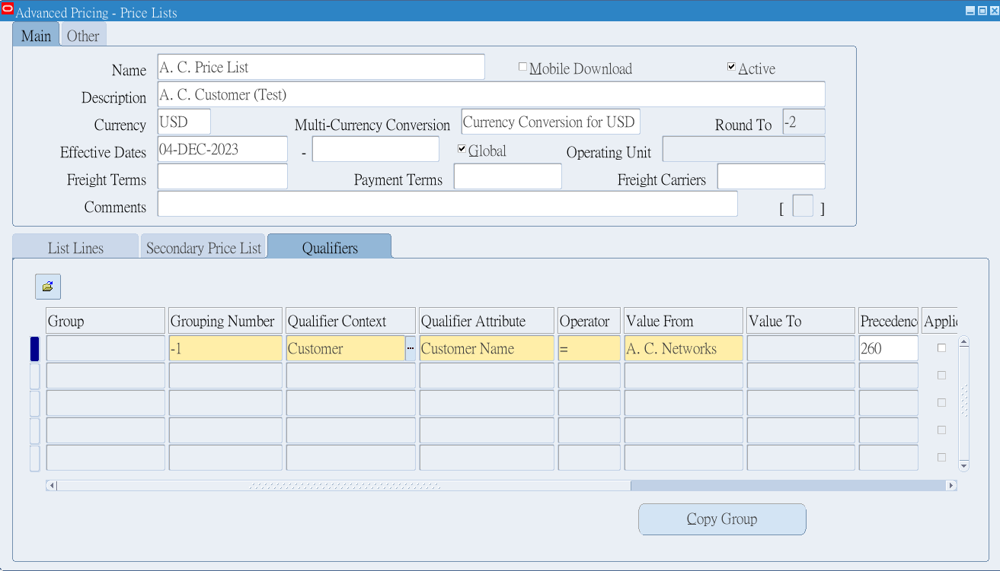 Advanced Pricing - Price Lists
Main Other
Name A. C. Price List Mobile Download Active
Description A. C. Customer (Test)
Currency USD Multi-Currency Conversion Currency Conversion for USD Round To -2
Effective Dates 04-DEC-2023 - Global Operating Unit
Freight Terms Payment Terms Freight Carriers
Comments [ ]
List Lines Secondary Price List Qualifiers
Group Grouping Number Qualifier Context Qualifier Attribute Operator Value From Value To Precedenc Applic
-1 Customer ... Customer Name = A. C. Networks 260
Copy Group